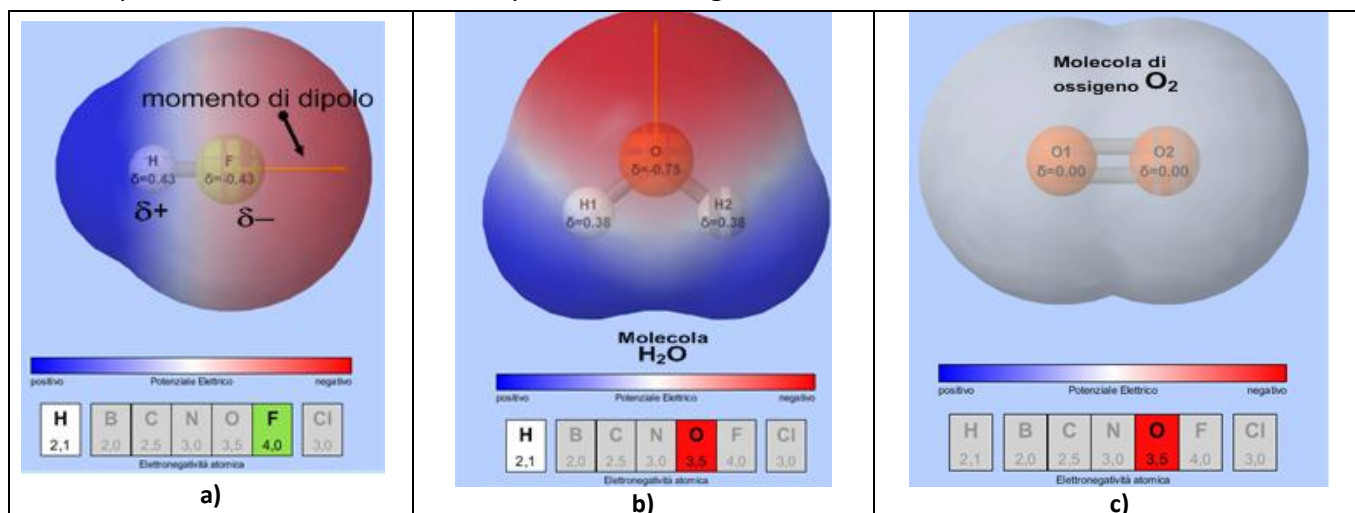 momento di dipolo
H F
δ=0.43 δ=-0.43
δ+ δ−
positivo Potenziale Elettrico negativo
H B C N O F Cl
2,1 2,0 2,5 3,0 3,5 4,0 3,0
Elettronegatività atomica
a)
O
δ=-0.75
H1 H2
δ=0.38 δ=0.38
Molecola
H₂O
positivo Potenziale Elettrico negativo
H B C N O F Cl
2,1 2,0 2,5 3,0 3,5 4,0 3,0
Elettronegatività atomica
b)
Molecola di
ossigeno O₂
O1 O2
δ=0.00 δ=0.00
positivo Potenziale Elettrico negativo
H B C N O F Cl
2,1 2,0 2,5 3,0 3,5 4,0 3,0
Elettronegatività atomica
c)